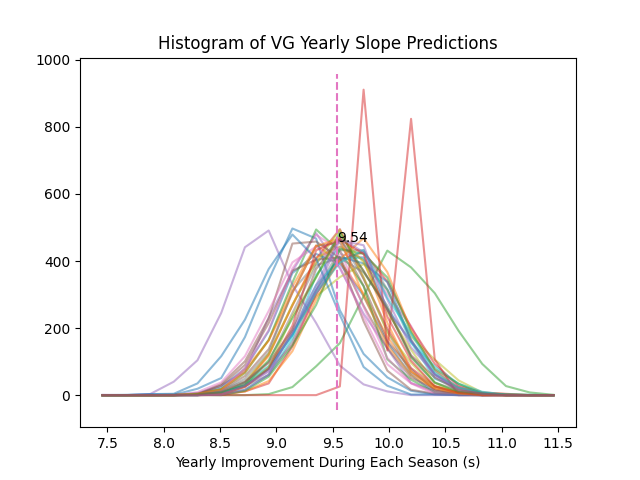 Histogram of VG Yearly Slope Predictions
1000
800
600
400
200
0
9.54
7.5 8.0 8.5 9.0 9.5 10.0 10.5 11.0 11.5
Yearly Improvement During Each Season (s)